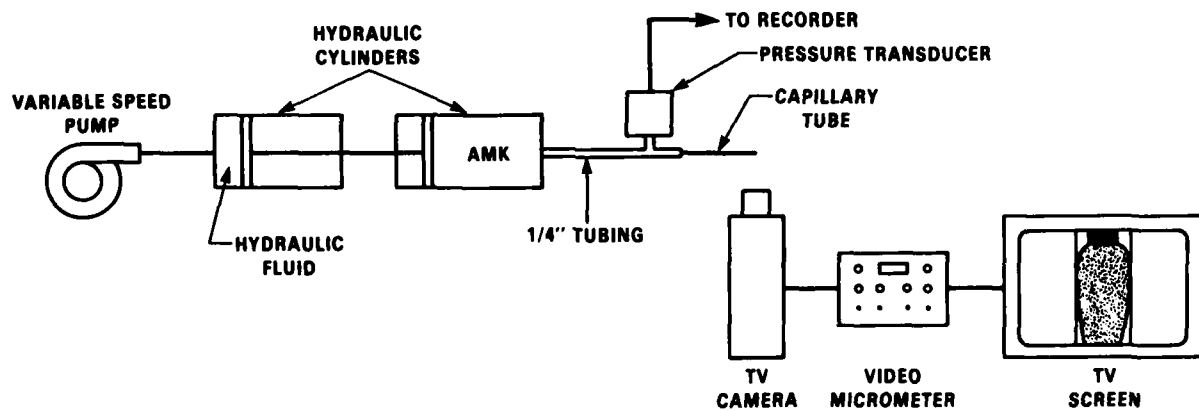 TO RECORDER
HYDRAULIC
CYLINDERS
PRESSURE TRANSDUCER
VARIABLE SPEED
PUMP
CAPILLARY
TUBE
AMK
1/4" TUBING
HYDRAULIC
FLUID
TV
CAMERA
VIDEO
MICROMETER
TV
SCREEN